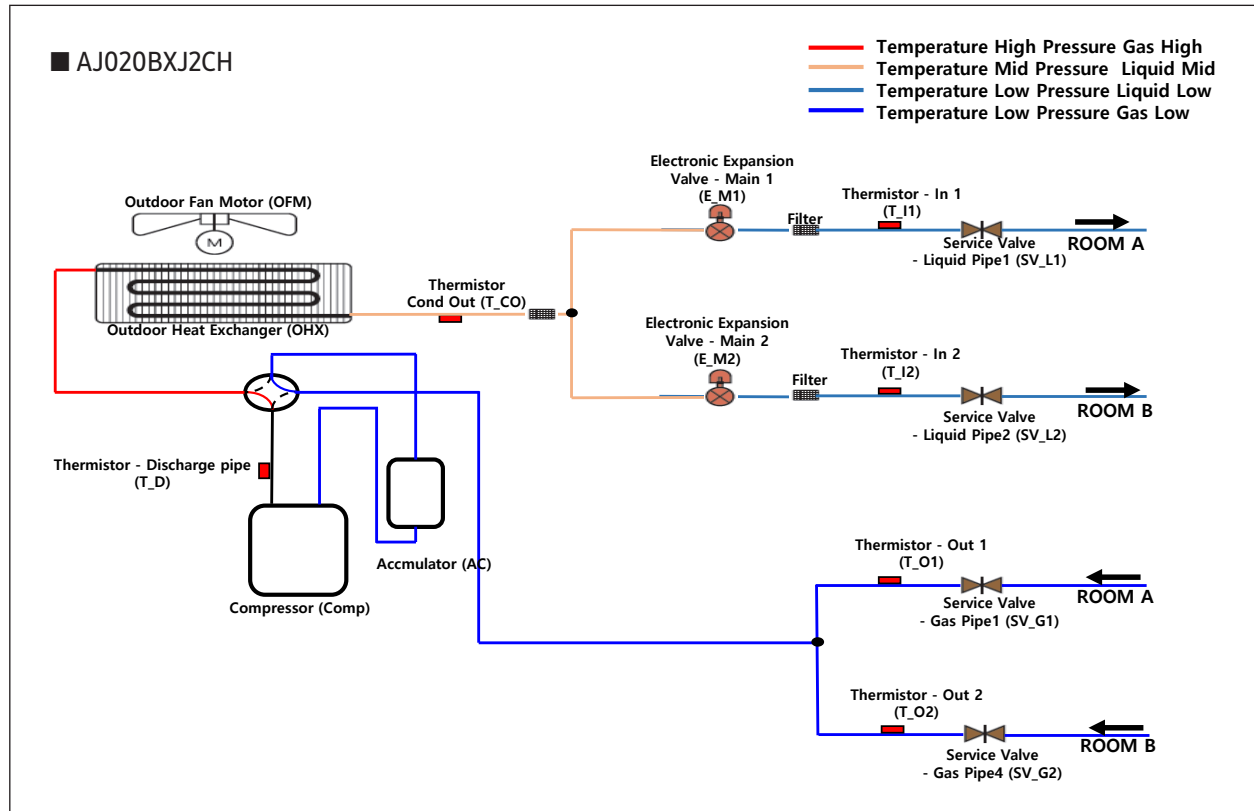 ■ AJ020BXJ2CH
Temperature High Pressure Gas High
Temperature Mid Pressure Liquid Mid
Temperature Low Pressure Liquid Low
Temperature Low Pressure Gas Low
Outdoor Fan Motor (OFM)
M
Outdoor Heat Exchanger (OHX)
Thermistor
Cond Out (T_CO)
Electronic Expansion
Valve - Main 1
(E_M1)
Filter
Thermistor - In 1
(T_I1)
Service Valve
- Liquid Pipe1 (SV_L1)
ROOM A
Electronic Expansion
Valve - Main 2
(E_M2)
Filter
Thermistor - In 2
(T_I2)
Service Valve
- Liquid Pipe2 (SV_L2)
ROOM B
Thermistor - Discharge pipe
(T_D)
Accmulator (AC)
Compressor (Comp)
Thermistor - Out 1
(T_O1)
Service Valve
- Gas Pipe1 (SV_G1)
ROOM A
Thermistor - Out 2
(T_O2)
Service Valve
- Gas Pipe4 (SV_G2)
ROOM B